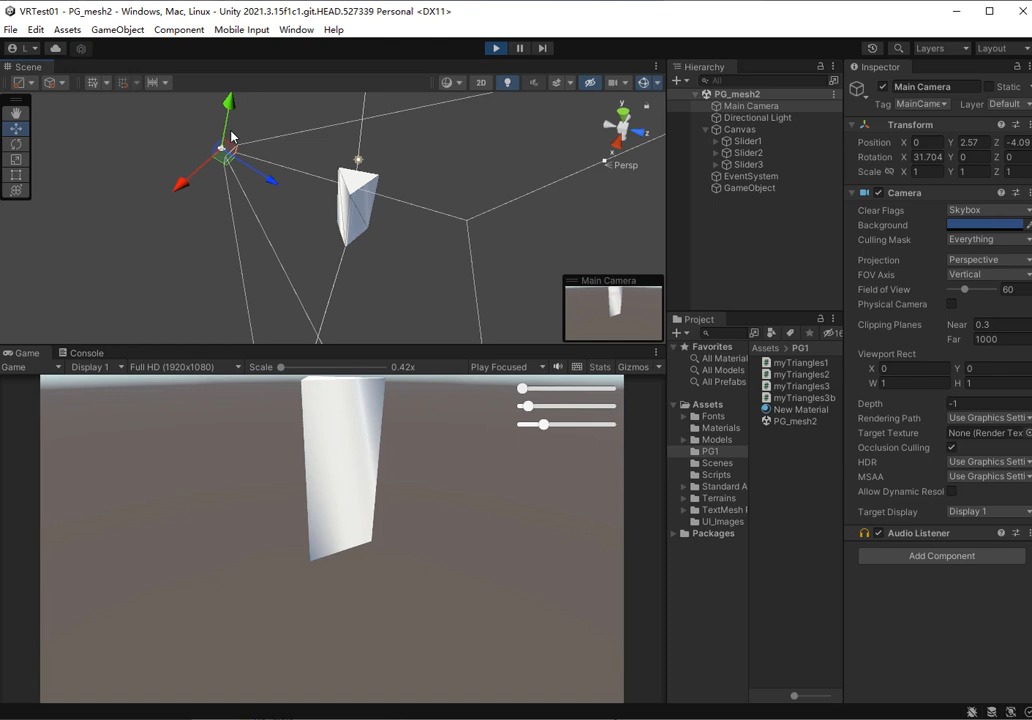 VRTest01 - PG_mesh2 - Windows, Mac, Linux - Unity 2021.3.15f1c1.git.HEAD.527339 Personal <DX11>
File Edit Assets GameObject Component Mobile Input Window Help
L Layers Layout
Scene
2D
y
z
x
Persp
Main Camera
Game Console
Game Display 1 Full HD (1920x1080) Scale 0.42x Play Focused Stats Gizmos
Hierarchy
All
PG_mesh2
Main Camera
Directional Light
Canvas
Slider1
Slider2
Slider3
EventSystem
GameObject
Project
16
Favorites
All Material
All Models
All Prefabs
Assets
Fonts
Materials
Models
PG1
Scenes
Scripts
Standard A
Terrains
TextMesh P
UI_Images
Packages
Assets > PG1
myTriangles1
myTriangles2
myTriangles3
myTriangles3b
New Material
PG_mesh2
Inspector
Main Camera Static
Tag MainCame Layer Default
Transform
Position X 0 Y 2.57 Z -4.09
Rotation X 31.704 Y 0 Z 0
Scale X 1 Y 1 Z 1
Camera
Clear Flags Skybox
Background
Culling Mask Everything
Projection Perspective
FOV Axis Vertical
Field of View 60
Physical Camera
Clipping Planes Near 0.3
Far 1000
Viewport Rect
X 0 Y 0
W 1 H 1
Depth -1
Rendering Path Use Graphics Setti
Target Texture None (Render Tex
Occlusion Culling
HDR Use Graphics Setti
MSAA Use Graphics Setti
Allow Dynamic Resol
Target Display Display 1
Audio Listener
Add Component